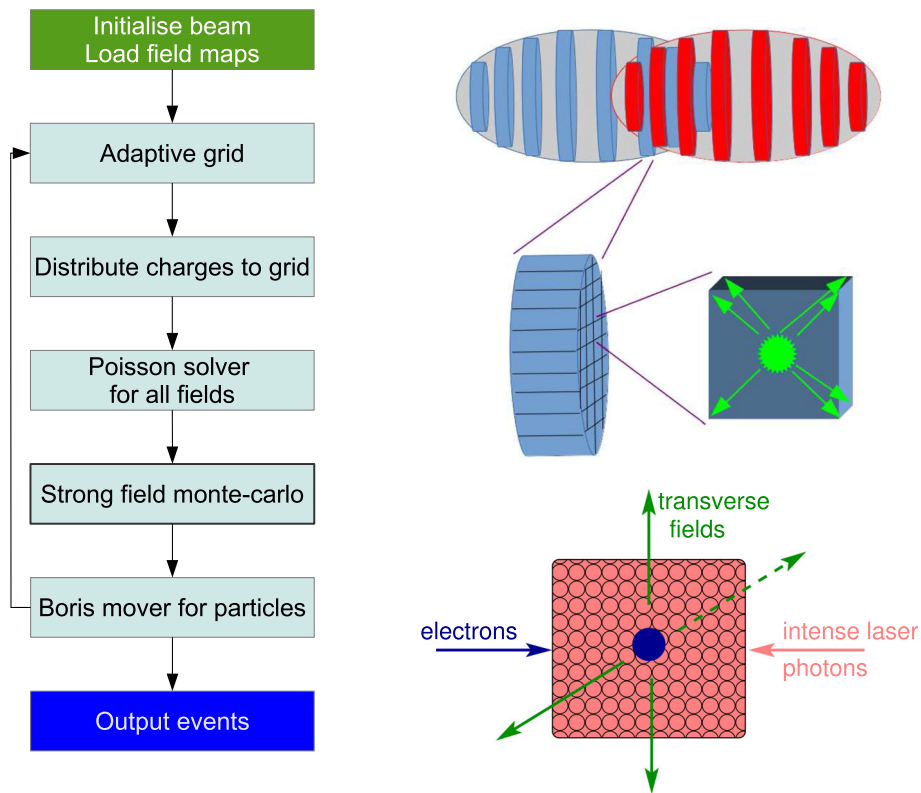 Initialise beam
Load field maps
Adaptive grid
Distribute charges to grid
Poisson solver
for all fields
Strong field monte-carlo
Boris mover for particles
Output events
transverse
fields
electrons
intense laser
photons